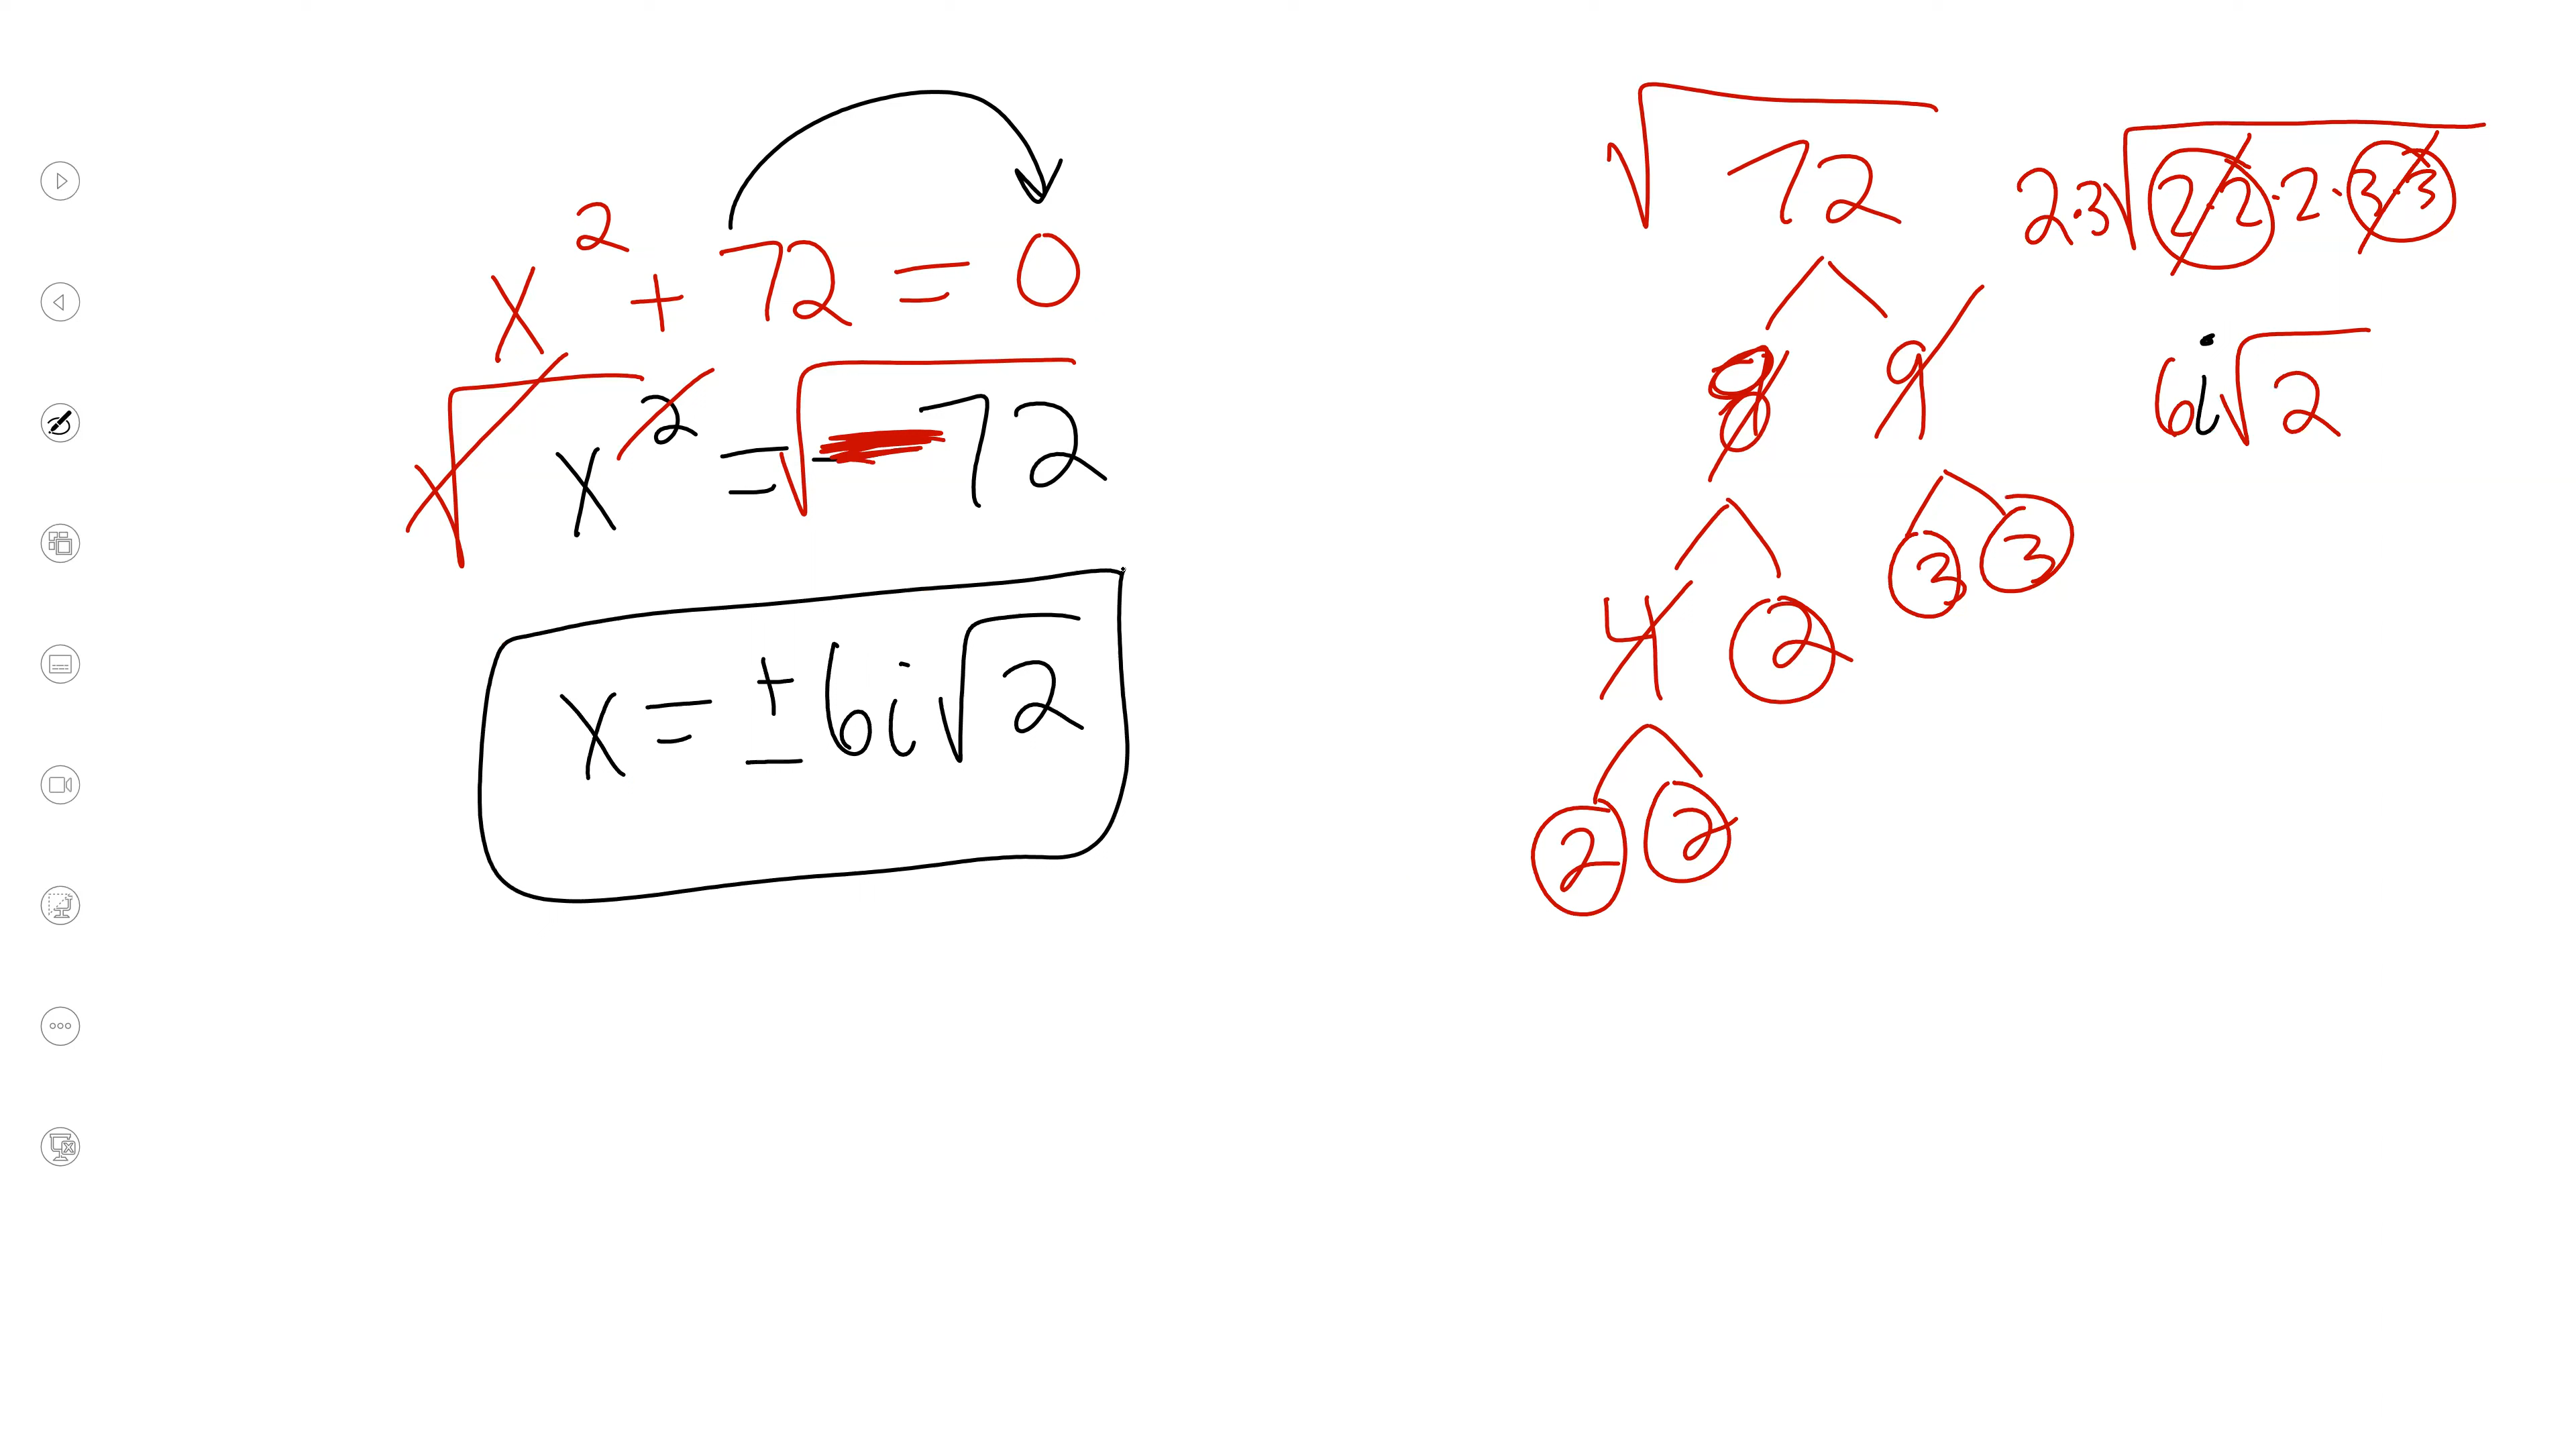 x² + 72 = 0
√x² = √-72
x = ± 6i√2
√72
2·3√2·2·2·3·3
9
6i√2
3 3
4 2
2 2